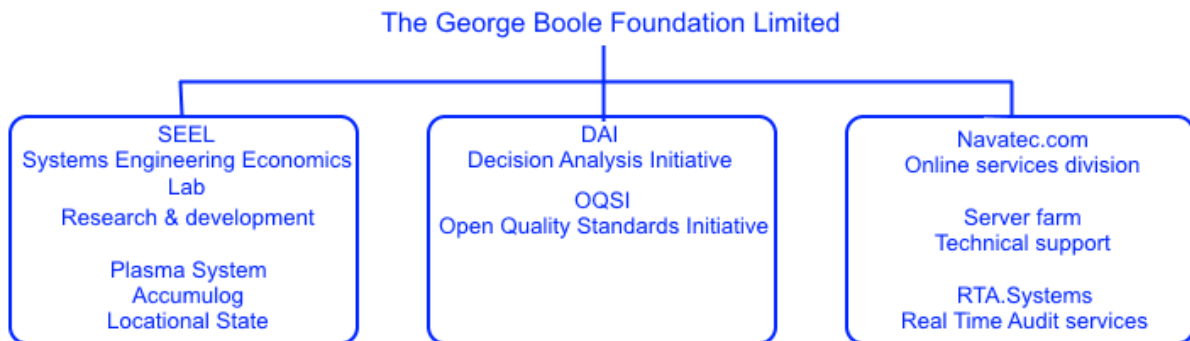 The George Boole Foundation Limited
SEEL
Systems Engineering Economics
Lab
Research & development
Plasma System
Accumulog
Locational State
DAI
Decision Analysis Initiative
OQSI
Open Quality Standards Initiative
Navatec.com
Online services division
Server farm
Technical support
RTA.Systems
Real Time Audit services